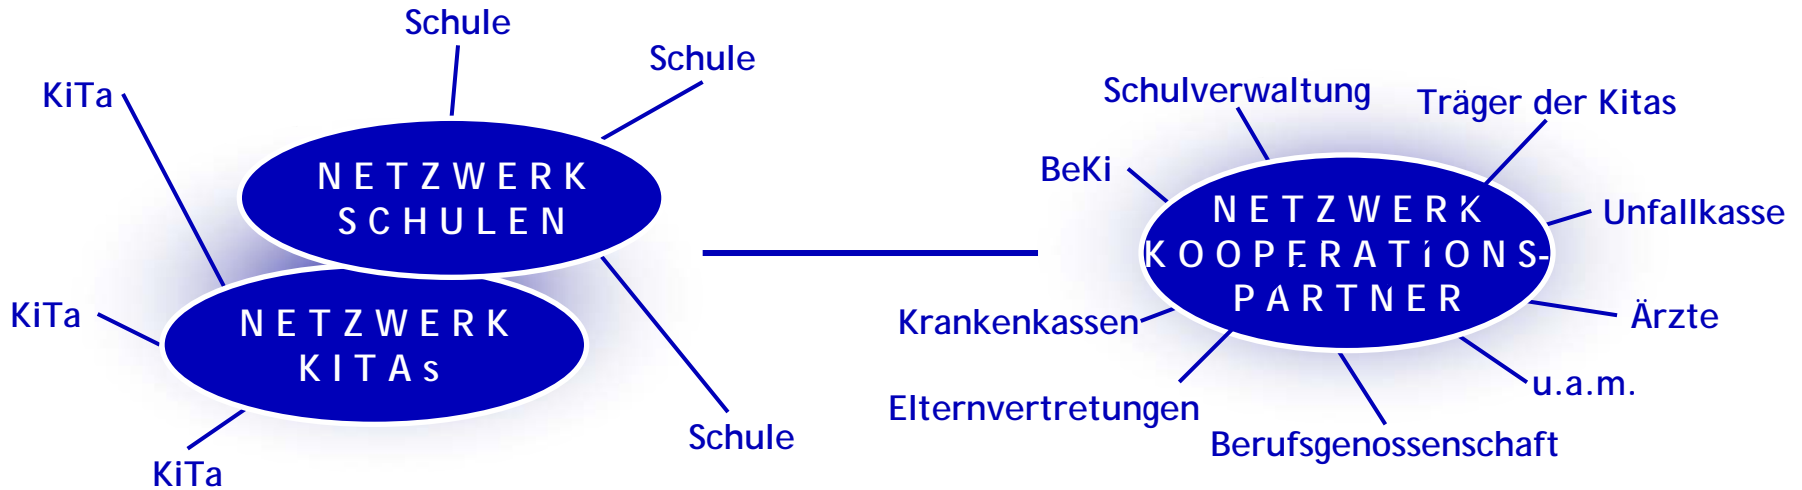 Schule
Schule
KiTa
NETZWERK
SCHULEN
KiTa
NETZWERK
KITAs
KiTa
Schule
Schulverwaltung
Träger der Kitas
BeKi
NETZWERK
KOOPERATIONS-
PARTNER
Unfallkasse
Krankenkassen
Ärzte
Elternvertretungen
u.a.m.
Berufsgenossenschaft